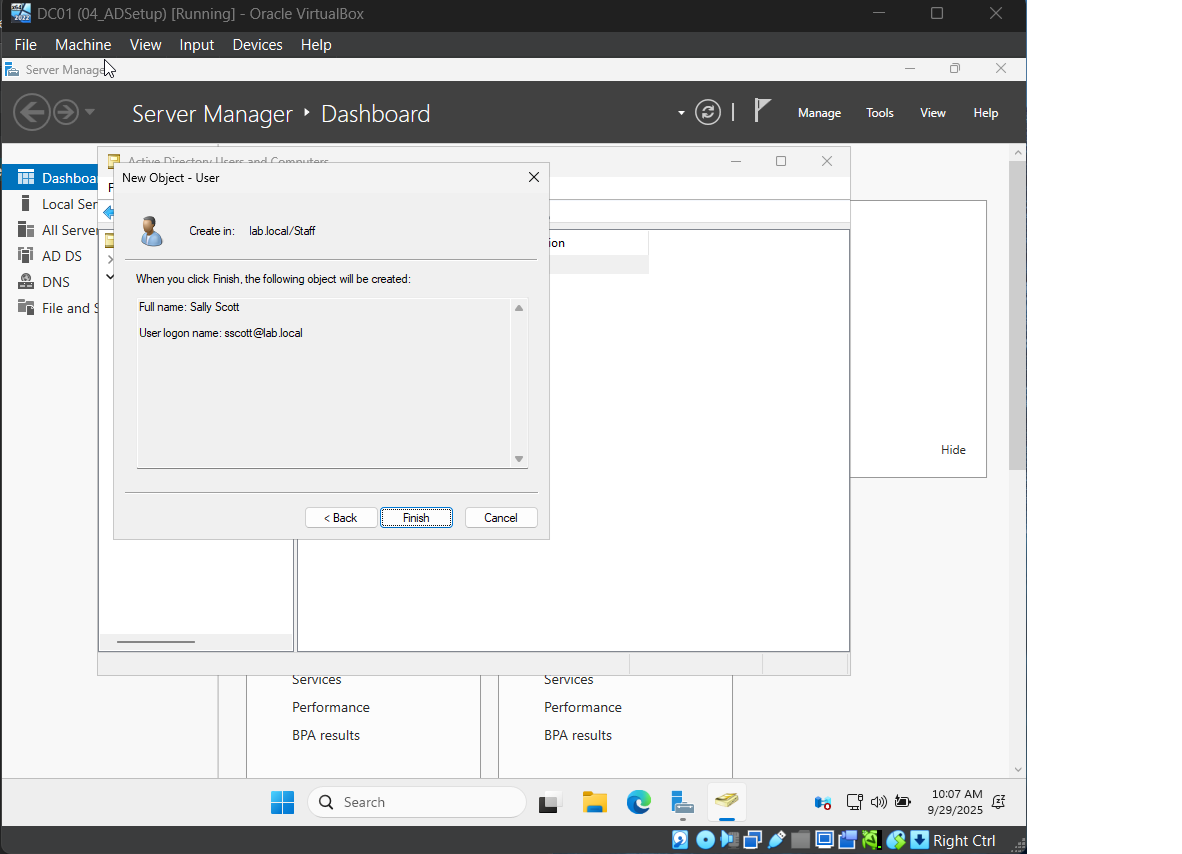 DC01 (04_ADSetup) [Running] - Oracle VirtualBox
File Machine View Input Devices Help
Server Manage
Server Manager Dashboard
Manage Tools View Help
Active Directory Users and Computers
New Object - User
Create in: lab.local/Staff
When you click Finish, the following object will be created:
Full name: Sally Scott
User logon name: sscott@lab.local
< Back Finish Cancel
Dashboa
Local Ser
All Server
AD DS
DNS
File and S
ion
Hide
Services
Performance
BPA results
Services
Performance
BPA results
Search
10:07 AM
9/29/2025
Right Ctrl